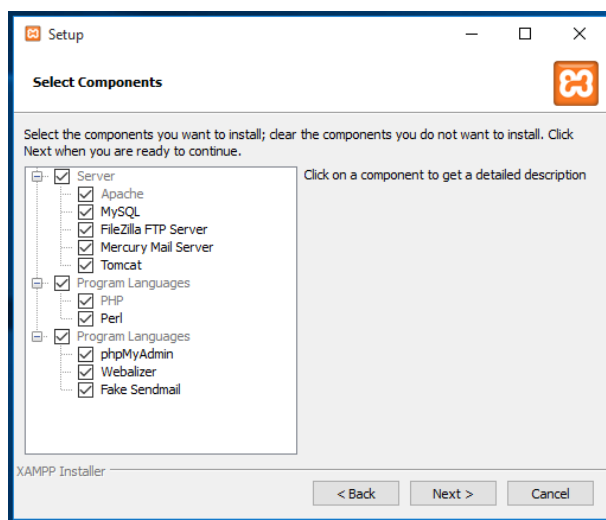 Setup
Select Components
Select the components you want to install; clear the components you do not want to install. Click
Next when you are ready to continue.
Server
Apache
MySQL
FileZilla FTP Server
Mercury Mail Server
Tomcat
Program Languages
PHP
Perl
Program Languages
phpMyAdmin
Webalizer
Fake Sendmail
Click on a component to get a detailed description
XAMPP Installer
< Back
Next >
Cancel